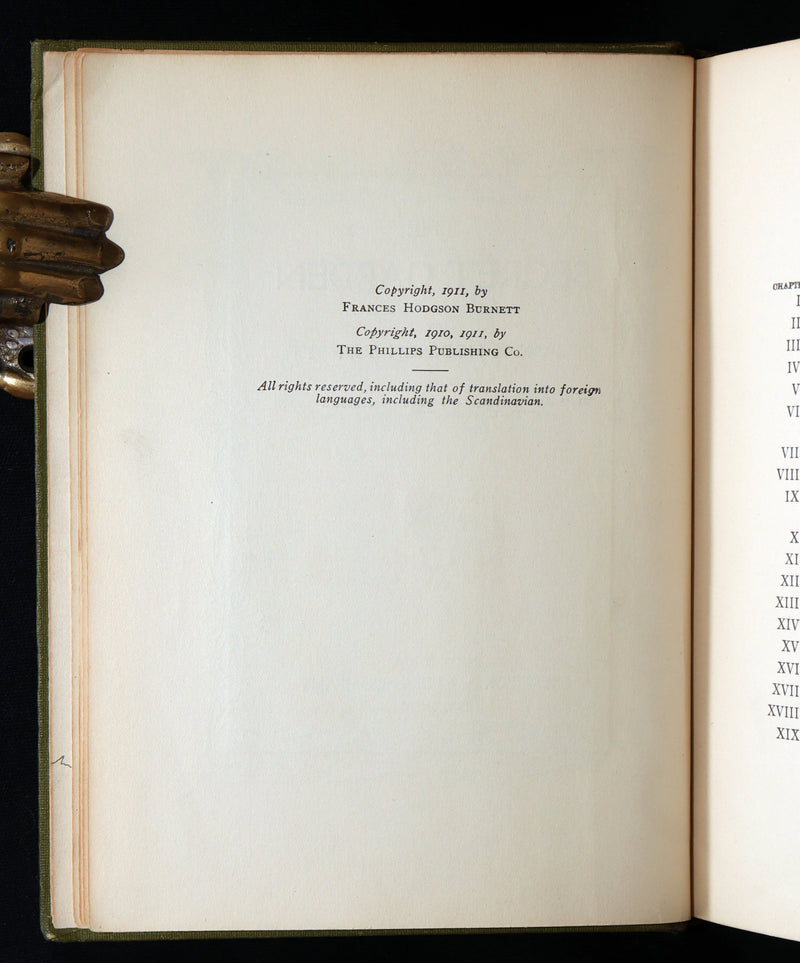 Copyright, 1911, by
FRANCES HODGSON BURNETT
Copyright, 1910, 1911, by
THE PHILLIPS PUBLISHING CO.
All rights reserved, including that of translation into foreign
languages, including the Scandinavian.
CHAPTE
I
II
III
IV
V
VI
VII
VIII
IX
X
XI
XII
XIII
XIV
XV
XVI
XVII
XVIII
XIX